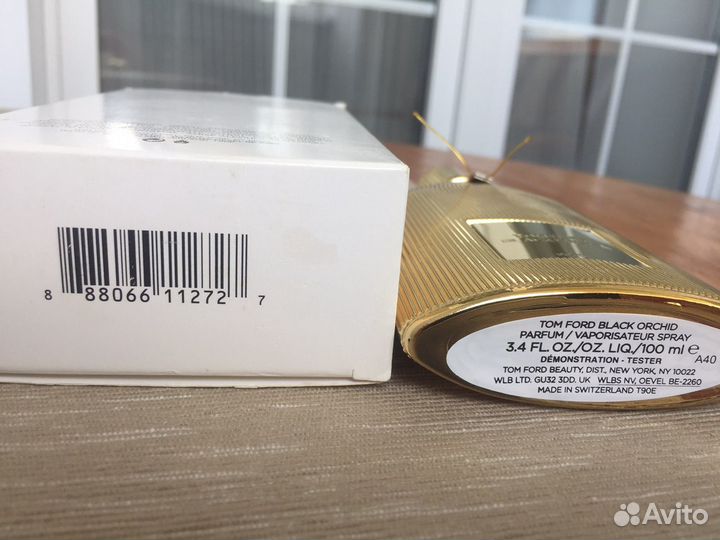 8 88066 11272 7
TOM FORD BLACK ORCHID
PARFUM / VAPORISATEUR SPRAY
3.4 FL. OZ./OZ. LIQ./100 ml e
DÉMONSTRATION - TESTER
A40
TOM FORD BEAUTY, DIST., NEW YORK, NY 10022
WLB LTD. GU32 3DD. UK WLBS NV, OEVEL BE-2260
MADE IN SWITZERLAND T90E
Avito